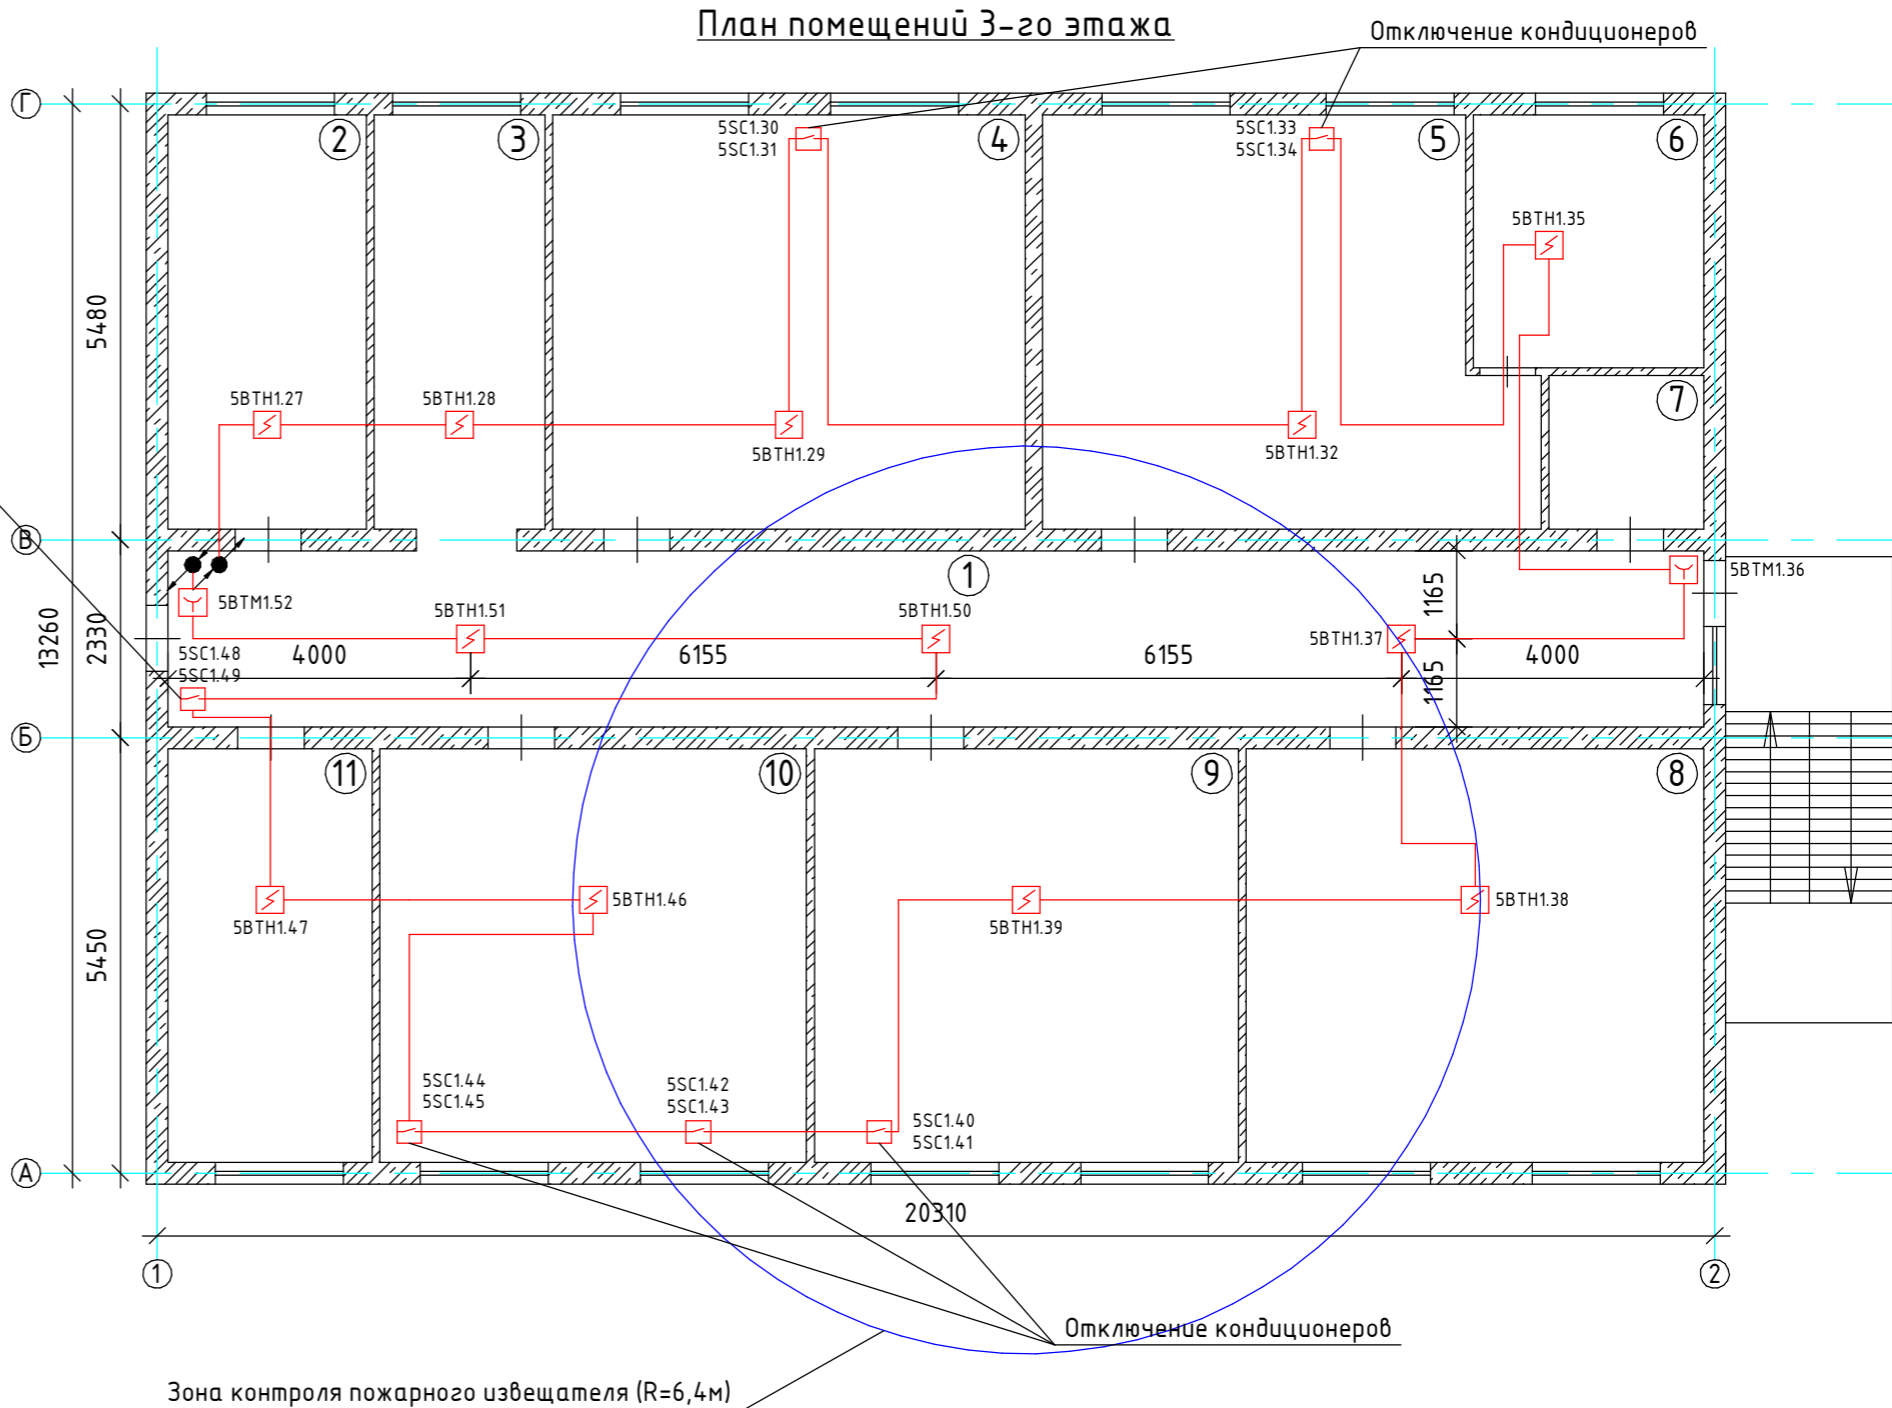 План помещений 3-го этажа
Отключение кондиционеров
Г
2
3
5SC1.30
5SC1.31
4
5SC1.33
5SC1.34
5
6
5BTH1.35
5480
5BTH1.27
5BTH1.28
5BTH1.29
5BTH1.32
7
В
1
5BTM1.36
5BTM1.52
5BTH1.51
5BTH1.50
5BTH1.37
1165
13260
2330
5SC1.48
5SC1.49
4000
6155
6155
1165
4000
Б
11
10
9
8
5BTH1.47
5BTH1.46
5BTH1.39
5BTH1.38
5450
5SC1.44
5SC1.45
5SC1.42
5SC1.43
5SC1.40
5SC1.41
А
20310
1
2
Отключение кондиционеров
Зона контроля пожарного извещателя (R=6,4м)